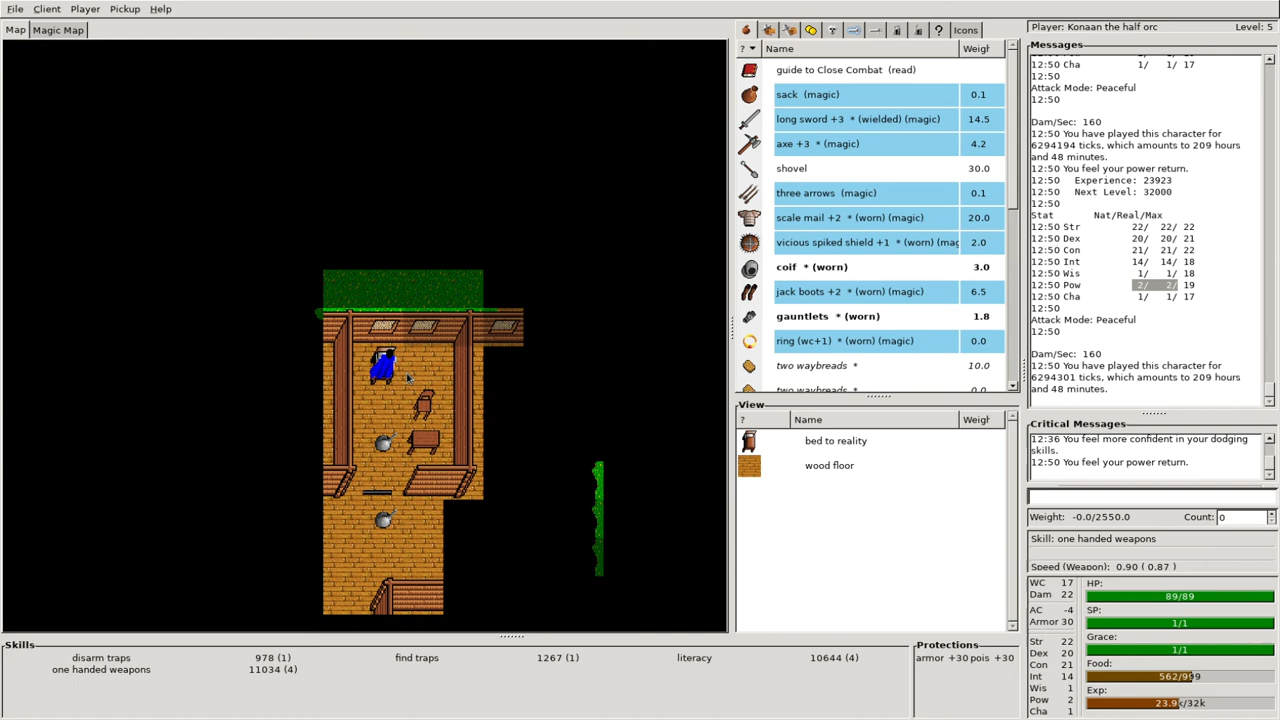 File Client Player Pickup Help
Map Magic Map
? Name Weigh
guide to Close Combat (read)
sack (magic) 0.1
long sword +3 * (wielded) (magic) 14.5
axe +3 * (magic) 4.2
shovel 30.0
three arrows (magic) 0.1
scale mail +2 * (worn) (magic) 20.0
vicious spiked shield +1 * (worn) (mag 2.0
coif * (worn) 3.0
jack boots +2 * (worn) (magic) 6.5
gauntlets * (worn) 1.8
ring (wc+1) * (worn) (magic) 0.0
two waybreads * 10.0
two waybreads * 0.0
View
? Name Weigh
bed to reality
wood floor
? Icons
Player: Konaan the half orc Level: 5
Messages
12:50 Cha 1/ 1/ 17
12:50
Attack Mode: Peaceful
12:50
Dam/Sec: 160
12:50 You have played this character for
6294194 ticks, which amounts to 209 hours
and 48 minutes.
12:50 You feel your power return.
12:50 Experience: 23923
12:50 Next Level: 32000
12:50
Stat Nat/Real/Max
12:50 Str 22/ 22/ 22
12:50 Dex 20/ 20/ 21
12:50 Con 21/ 21/ 22
12:50 Int 14/ 14/ 18
12:50 Wis 1/ 1/ 18
12:50 Pow 2/ 2/ 19
12:50 Cha 1/ 1/ 17
12:50
Attack Mode: Peaceful
12:50
Dam/Sec: 160
12:50 You have played this character for
6294301 ticks, which amounts to 209 hours
and 48 minutes.
Critical Messages
12:36 You feel more confident in your dodging
skills.
12:50 You feel your power return.
Weight: -0.0/2550.0 Count: 0
Skill: one handed weapons
Speed (Weapon): 0.90 ( 0.87 )
WC 17
Dam 22
AC -4
Armor 30
Str 22
Dex 20
Con 21
Int 14
Wis 1
Pow 2
Cha 1
HP:
89/89
SP:
1/1
Grace:
1/1
Food:
562/999
Exp:
23.9k/32k
Skills
disarm traps 978 (1) find traps 1267 (1) literacy 10644 (4)
one handed weapons 11034 (4)
Protections
armor +30 pois +30